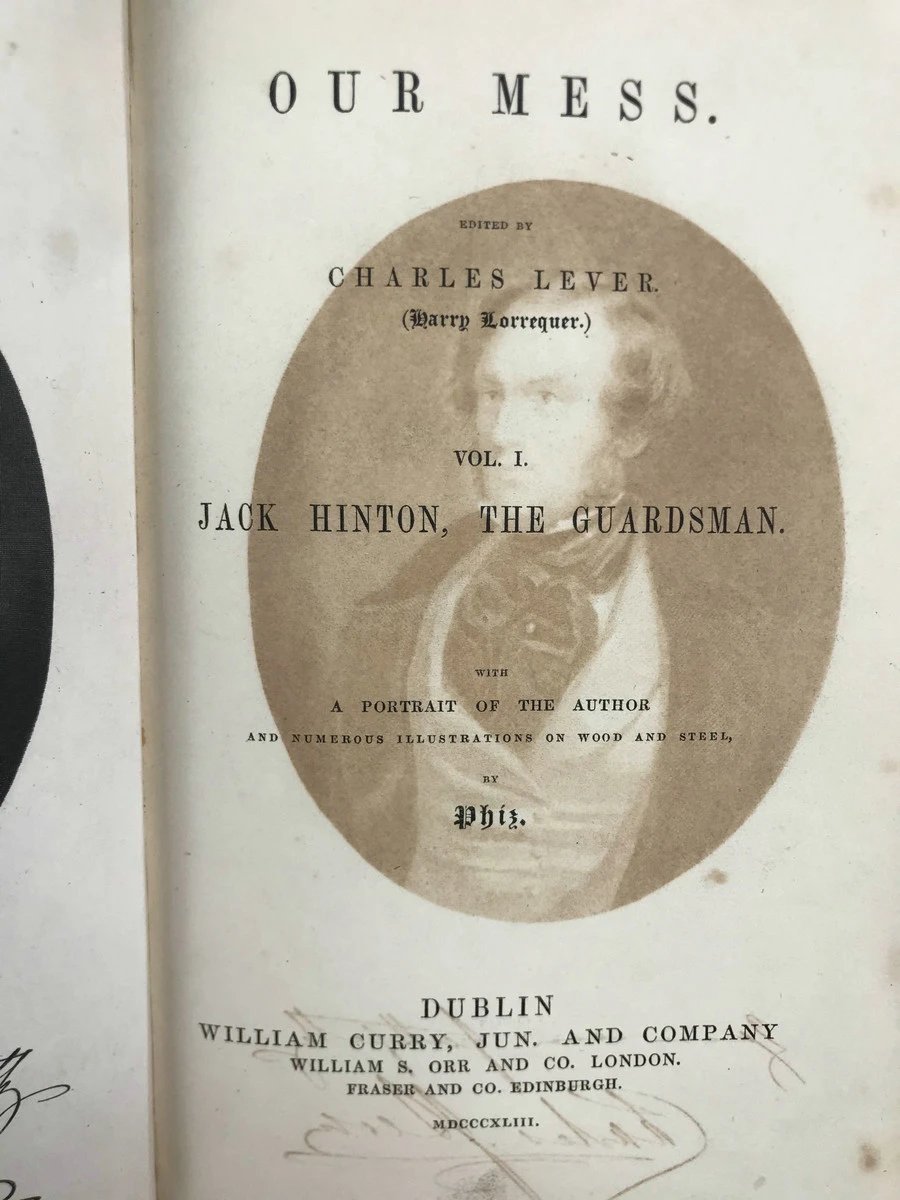 OUR MESS.
EDITED BY
CHARLES LEVER.
(Harry Lorrequer.)
VOL. I.
JACK HINTON, THE GUARDSMAN.
WITH
A PORTRAIT OF THE AUTHOR
AND NUMEROUS ILLUSTRATIONS ON WOOD AND STEEL,
BY
Phiz.
DUBLIN
WILLIAM CURRY, JUN. AND COMPANY
WILLIAM S. ORR AND CO. LONDON.
FRASER AND CO. EDINBURGH.
MDCCCXLIII.